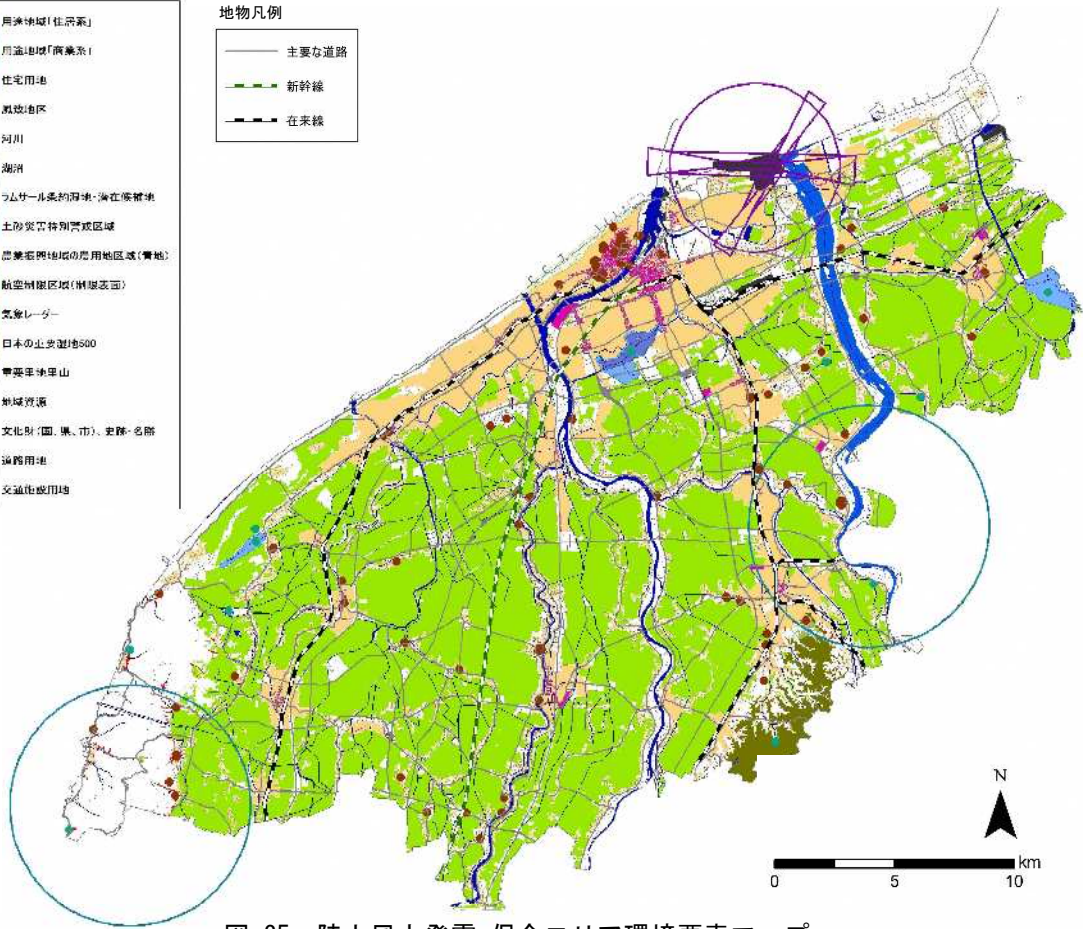 用途地域「住居系」
用途地域「商業系」
住宅用地
風致地区
河川
湖沼
ラムサール条約湿地・潜在候補地
土砂災害特別警戒区域
農業振興地域の農用地区域(青地)
航空制限区域(制限表面)
気象レーダー
日本の重要湿地500
重要里地里山
地域資源
文化財(国、県、市)、史跡・名勝
道路用地
交通施設用地
地物凡例
主要な道路
新幹線
在来線
N
km
0 5 10